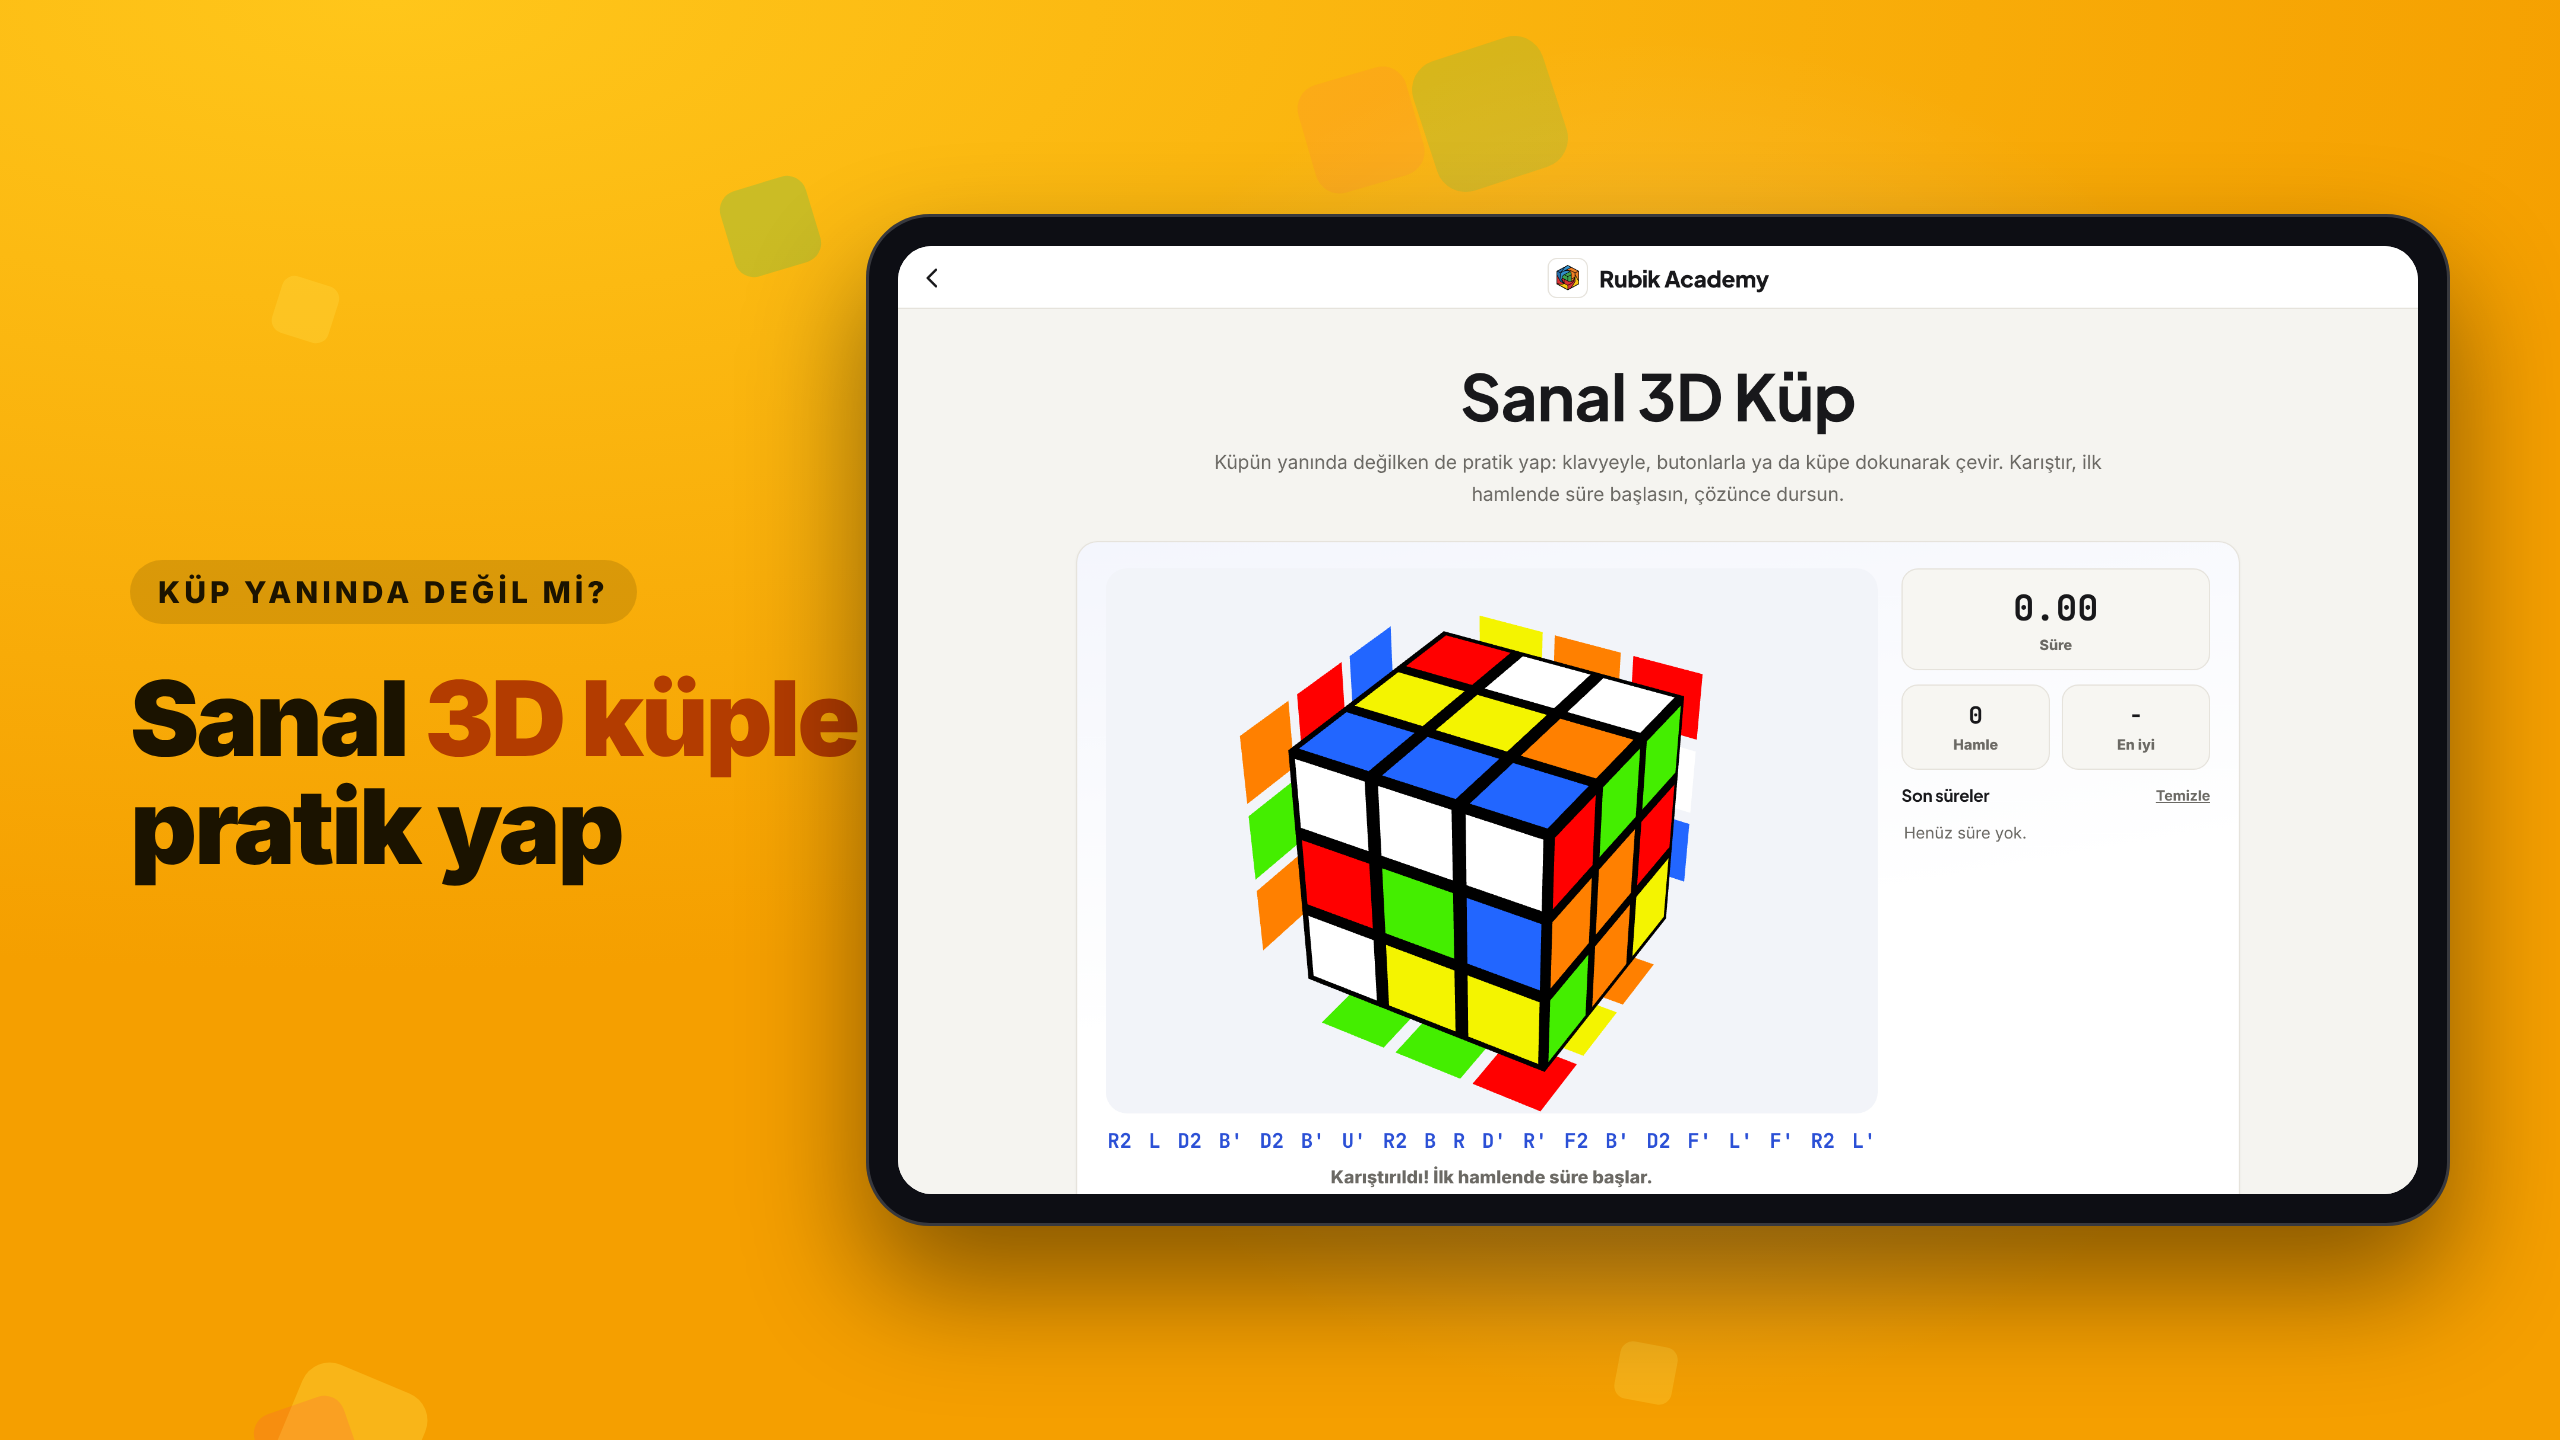 KÜP YANINDA DEĞİL Mİ?
Sanal 3D küple
pratik yap
Rubik Academy
Sanal 3D Küp
Küpün yanında değilken de pratik yap: klavyeyle, butonlarla ya da küpe dokunarak çevir. Karıştır, ilk
hamlende süre başlasın, çözünce dursun.
0.00
Süre
0
Hamle
-
En iyi
Son süreler
Temizle
Henüz süre yok.
R2 L D2 B' D2 B' U' R2 B R D' R' F2 B' D2 F' L' F' R2 L'
Karıştırıldı! İlk hamlende süre başlar.